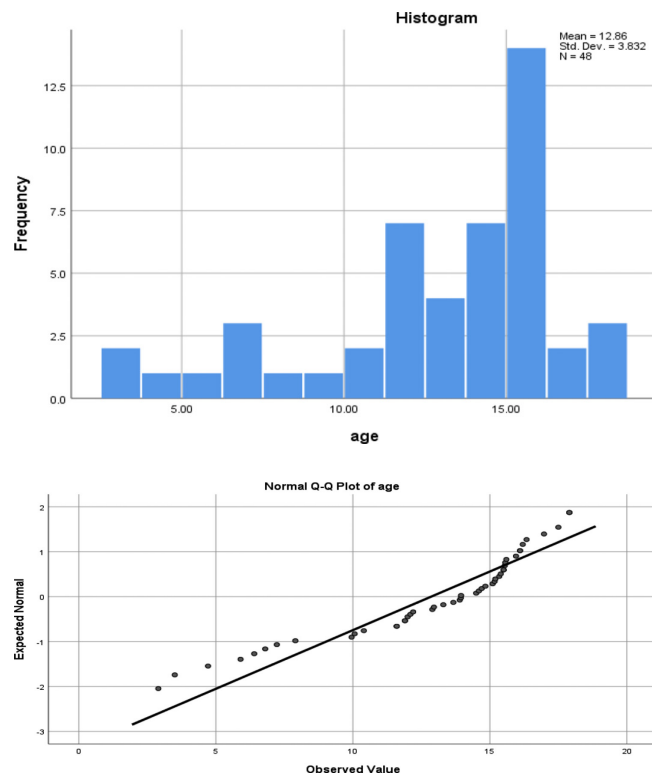 Histogram
Mean = 12.86
Std. Dev. = 3.832
N = 48
12.5
10.0
7.5
5.0
2.5
0.0
Frequency
5.00 10.00 15.00
age
Normal Q-Q Plot of age
2
1
0
-1
-2
-3
Expected Normal
0 5 10 15 20
Observed Value